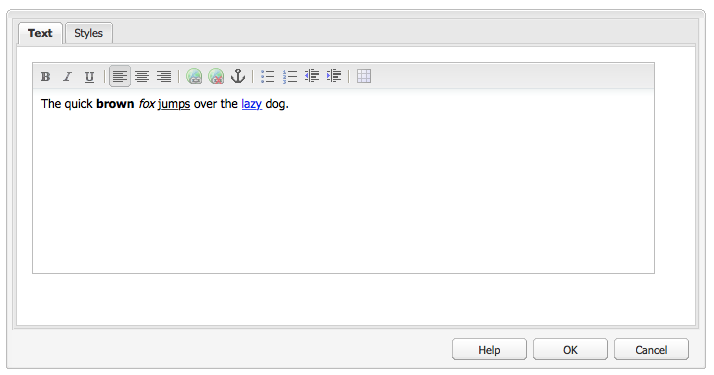 Text Styles
B I U
The quick brown fox jumps over the lazy dog.
Help OK Cancel